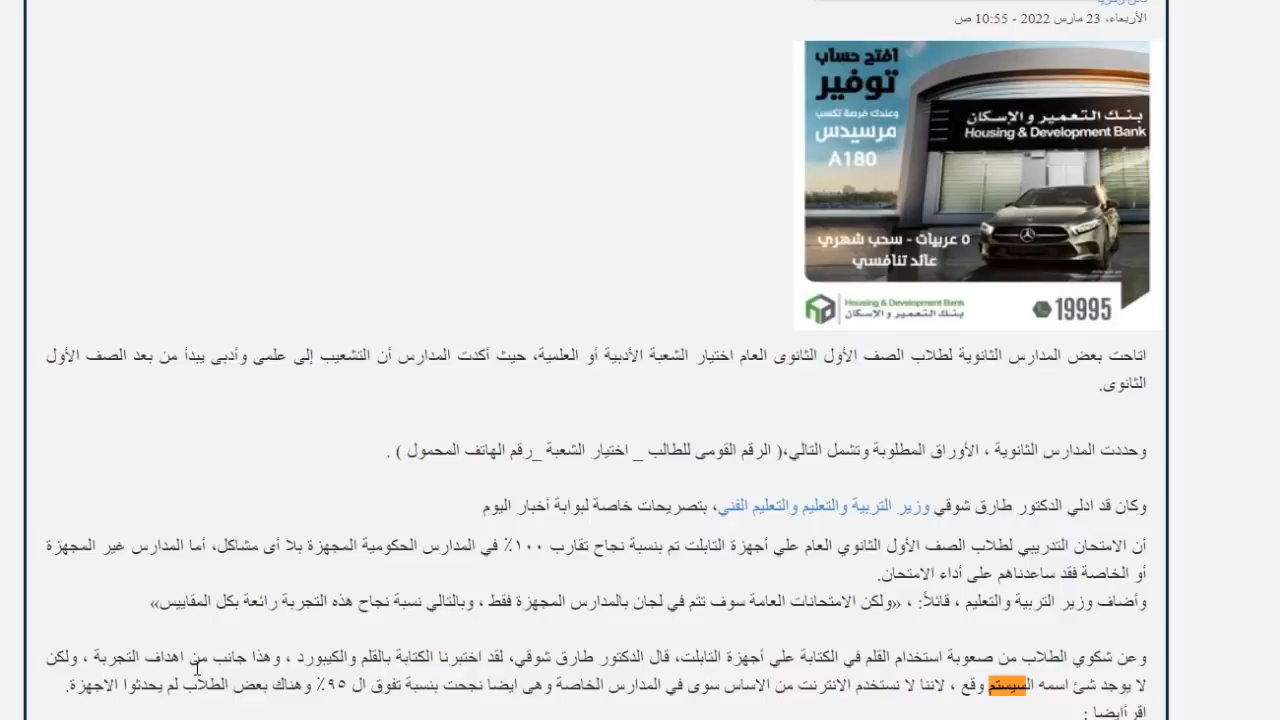 الأربعاء، 23 مارس 2022 - 10:55 ص
افتح حساب
توفير
وعندك فرصة تكسب
مرسيدس
A180
بنك التعمير والإسكان
Housing & Development Bank
٥ عربيات - سحب شهري
عائد تنافسي
Housing & Development Bank
بنك التعمير والإسكان
19995
اتاحت بعض المدارس الثانوية لطلاب الصف الأول الثانوى العام اختيار الشعبة الأدبية أو العلمية، حيث أكدت المدارس أن التشعيب إلى علمى وأدبى يبدأ من بعد الصف الأول
الثانوى.
وحددت المدارس الثانوية ، الأوراق المطلوبة وتشمل التالي،( الرقم القومى للطالب _ اختيار الشعبة _رقم الهاتف المحمول ) .
وكان قد ادلي الدكتور طارق شوقي وزير التربية والتعليم والتعليم الفني، بتصريحات خاصة لبوابة أخبار اليوم
أن الامتحان التدريبي لطلاب الصف الأول الثانوي العام علي أجهزة التابلت تم بنسبة نجاح تقارب ١٠٠٪ في المدارس الحكومية المجهزة بلا أى مشاكل، أما المدارس غير المجهزة
أو الخاصة فقد ساعدناهم على أداء الامتحان.
وأضاف وزير التربية والتعليم ، قائلاً: ، «ولكن الامتحانات العامة سوف تتم في لجان بالمدارس المجهزة فقط ، وبالتالي نسبة نجاح هذه التجربة رائعة بكل المقاييس»
وعن شكوي الطلاب من صعوبة استخدام القلم في الكتابة علي أجهزة التابلت، قال الدكتور طارق شوقي، لقد اختبرنا الكتابة بالقلم والكيبورد ، وهذا جانب من اهداف التجربة ، ولكن
لا يوجد شئ اسمه السيستم وقع ، لاننا لا نستخدم الانترنت من الاساس سوى في المدارس الخاصة وهى ايضا نجحت بنسبة تفوق ال ٩٥٪.وهناك بعض الطلاب لم يحدثوا الاجهزة.
اقرأايضا :